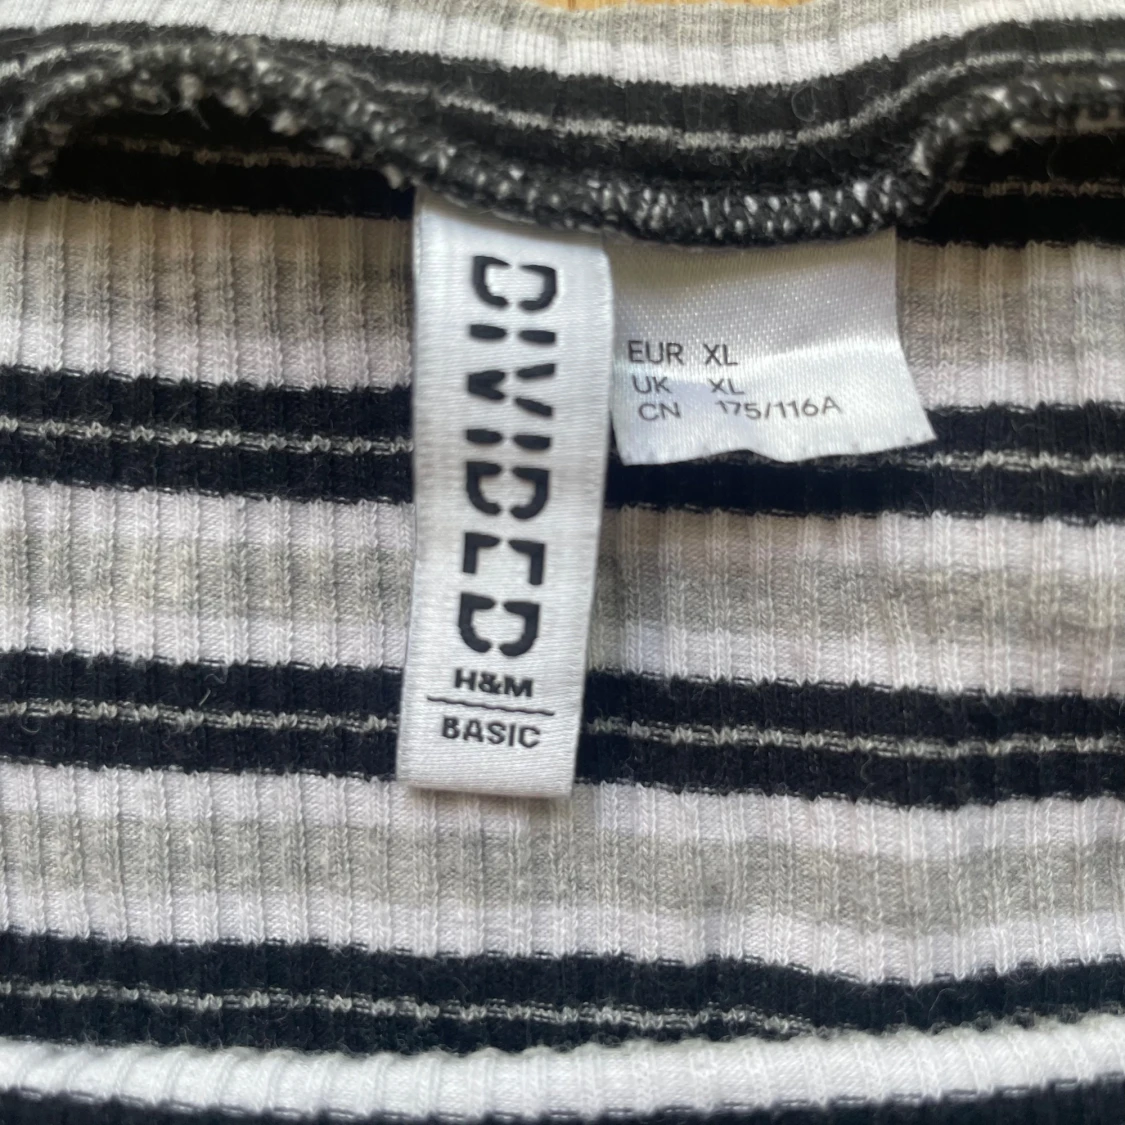 DIVIDED
H&M
BASIC
EUR XL
UK XL
CN 175/116A